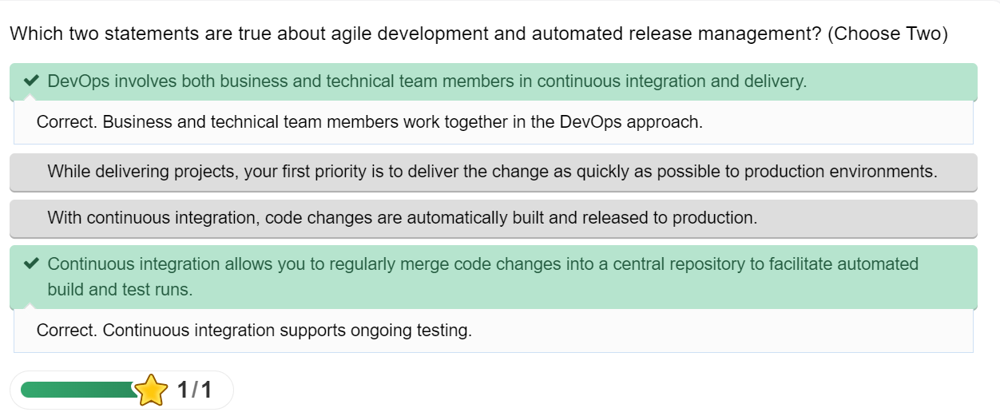 Which two statements are true about agile development and automated release management? (Choose Two)
DevOps involves both business and technical team members in continuous integration and delivery.
Correct. Business and technical team members work together in the DevOps approach.
While delivering projects, your first priority is to deliver the change as quickly as possible to production environments.
With continuous integration, code changes are automatically built and released to production.
Continuous integration allows you to regularly merge code changes into a central repository to facilitate automated
build and test runs.
Correct. Continuous integration supports ongoing testing.
1/1